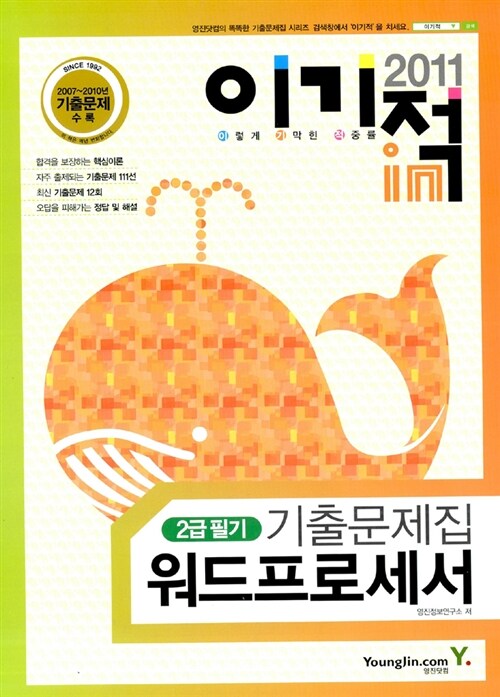 영진닷컴의 똑똑한 기출문제집 시리즈 검색창에서 '이기적'을 치세요.
이기적
검색
SINCE 1992
2007~2010년
기출문제
수록
2011
이기적 in
이렇게 기막힌 적중률
합격을 보장하는 핵심이론
자주 출제되는 기출문제 111선
최신 기출문제 12회
오답을 피해가는 정답 및 해설
2급 필기
기출문제집
워드프로세서
영진정보연구소 저
YoungJin.com Y.
영진닷컴